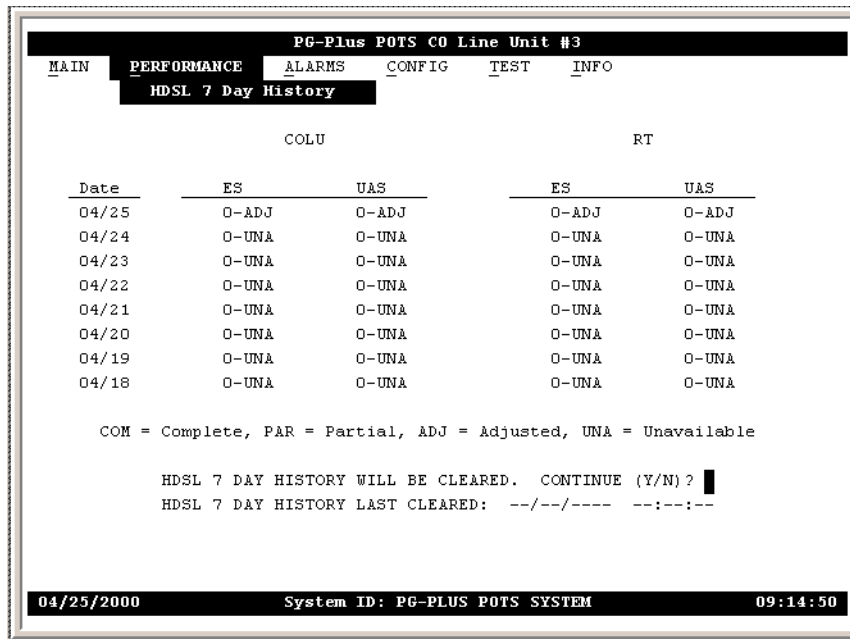 PG-Plus POTS CO Line Unit #3
MAIN PERFORMANCE ALARMS CONFIG TEST INFO
HDSL 7 Day History
COLU RT
Date ES UAS ES UAS
04/25 0-ADJ 0-ADJ 0-ADJ 0-ADJ
04/24 0-UNA 0-UNA 0-UNA 0-UNA
04/23 0-UNA 0-UNA 0-UNA 0-UNA
04/22 0-UNA 0-UNA 0-UNA 0-UNA
04/21 0-UNA 0-UNA 0-UNA 0-UNA
04/20 0-UNA 0-UNA 0-UNA 0-UNA
04/19 0-UNA 0-UNA 0-UNA 0-UNA
04/18 0-UNA 0-UNA 0-UNA 0-UNA
COM = Complete, PAR = Partial, ADJ = Adjusted, UNA = Unavailable
HDSL 7 DAY HISTORY WILL BE CLEARED. CONTINUE (Y/N)?
HDSL 7 DAY HISTORY LAST CLEARED: --/--/---- --:--:--
04/25/2000 System ID: PG-PLUS POTS SYSTEM 09:14:50